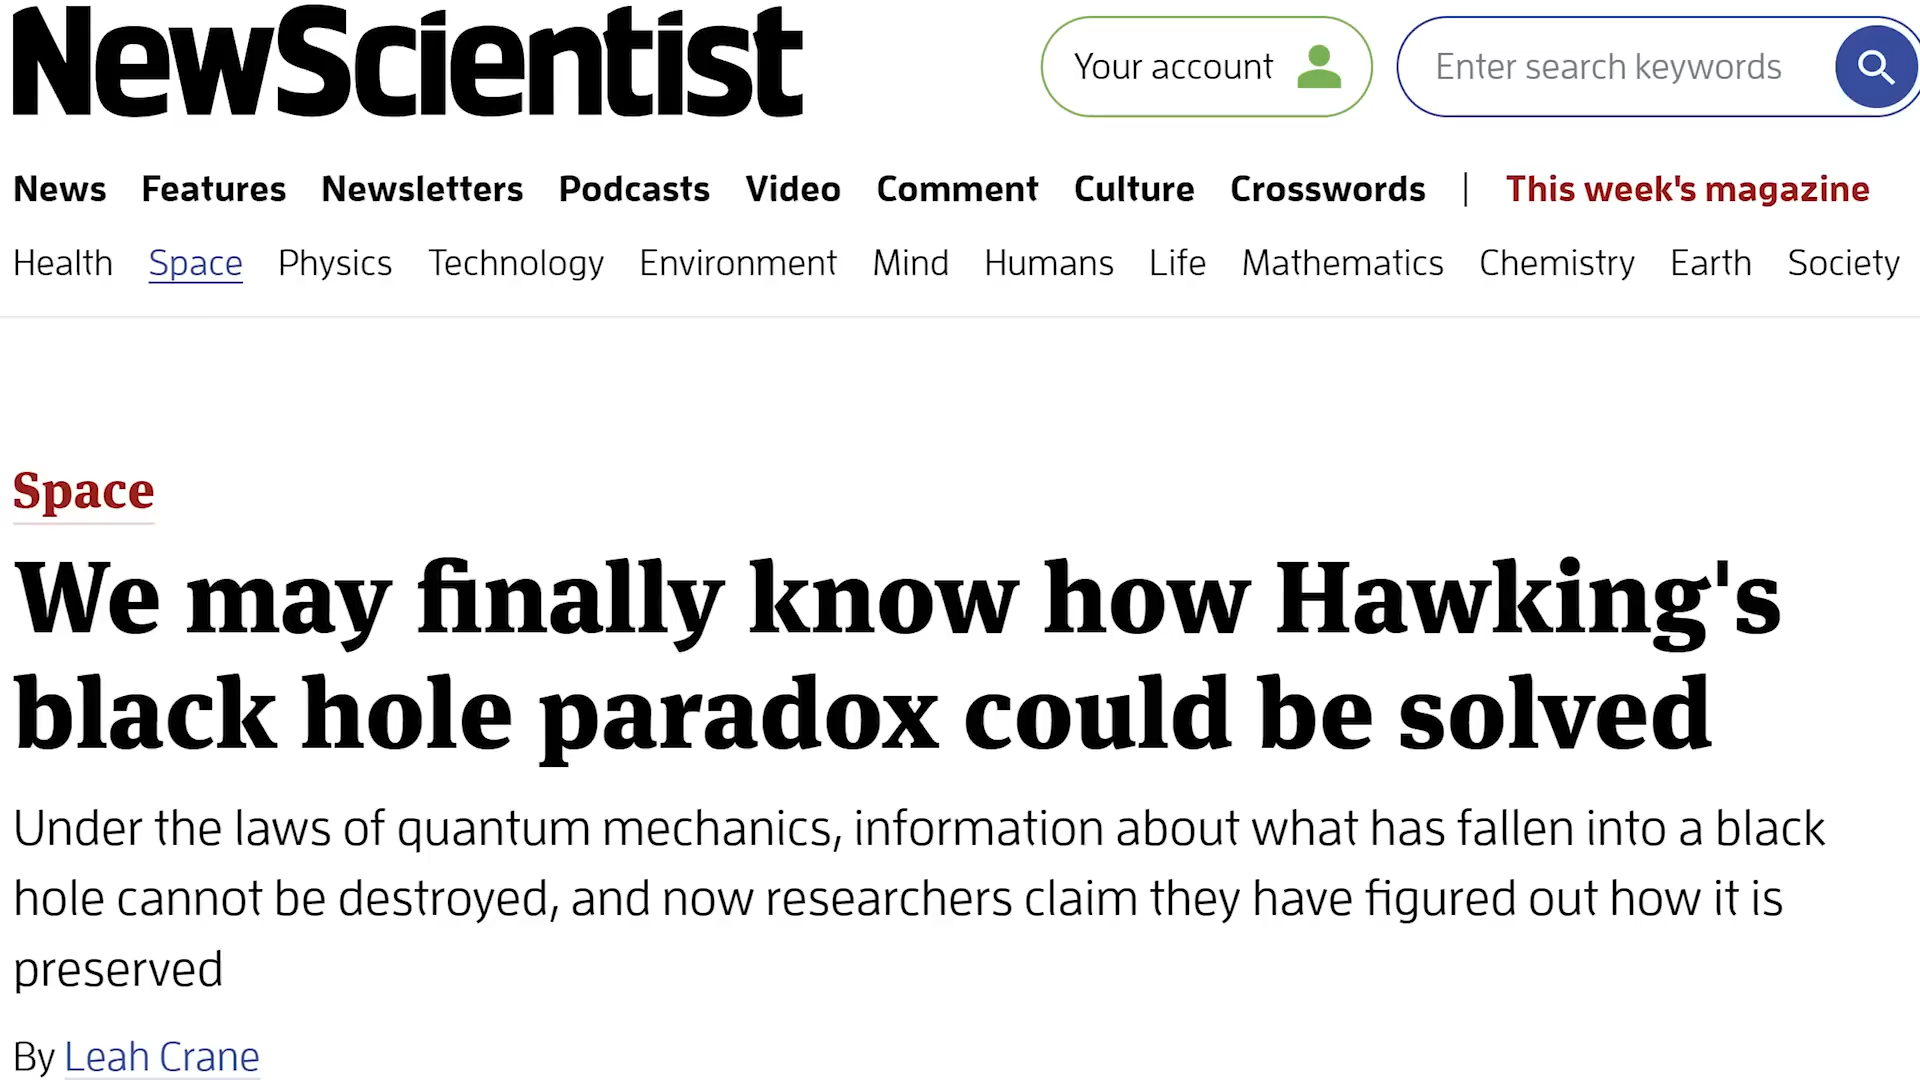 NewScientist
Your account
Enter search keywords
News Features Newsletters Podcasts Video Comment Culture Crosswords | This week's magazine
Health Space Physics Technology Environment Mind Humans Life Mathematics Chemistry Earth Society
Space
We may finally know how Hawking's
black hole paradox could be solved
Under the laws of quantum mechanics, information about what has fallen into a black
hole cannot be destroyed, and now researchers claim they have figured out how it is
preserved
By Leah Crane